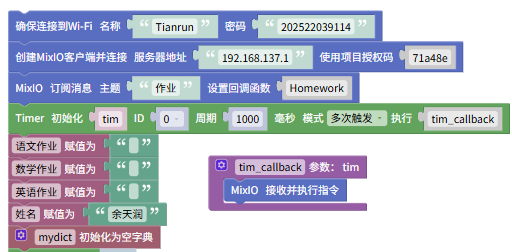 确保连接到Wi-Fi 名称 “ Tianrun ” 密码 “ 202522039114 ”
创建MixIO客户端并连接 服务器地址 “ 192.168.137.1 ” 使用项目授权码 71a48e
MixIO 订阅消息 主题 “ 作业 ” 设置回调函数 Homework
Timer 初始化 tim ID 0 周期 1000 毫秒 模式 多次触发 执行 tim_callback
语文作业 赋值为 “ ”
数学作业 赋值为 “ ”
英语作业 赋值为 “ ”
姓名 赋值为 “ 余天润 ”
mydict 初始化为空字典
tim_callback 参数: tim
MixIO 接收并执行指令